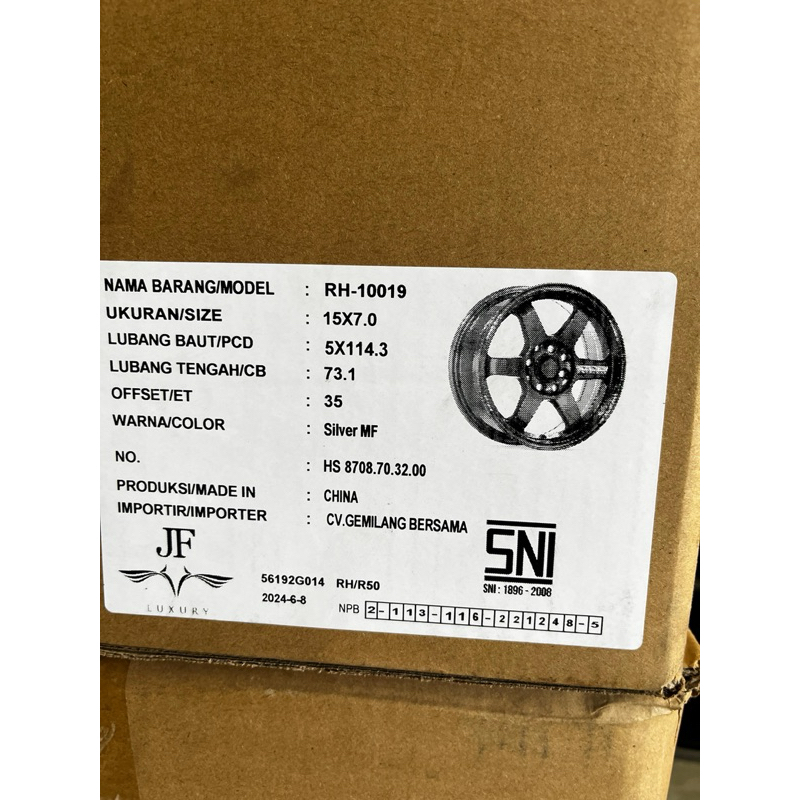 NAMA BARANG/MODEL : RH-10019
UKURAN/SIZE : 15X7.0
LUBANG BAUT/PCD : 5X114.3
LUBANG TENGAH/CB : 73.1
OFFSET/ET : 35
WARNA/COLOR : Silver MF
NO. : HS 8708.70.32.00
PRODUKSI/MADE IN : CHINA
IMPORTIR/IMPORTER : CV.GEMILANG BERSAMA
JF
LUXURY
56192G014 RH/R50
2024-6-8
SNI
SNI : 1896 - 2008
NPB 2-113-116-221248-5